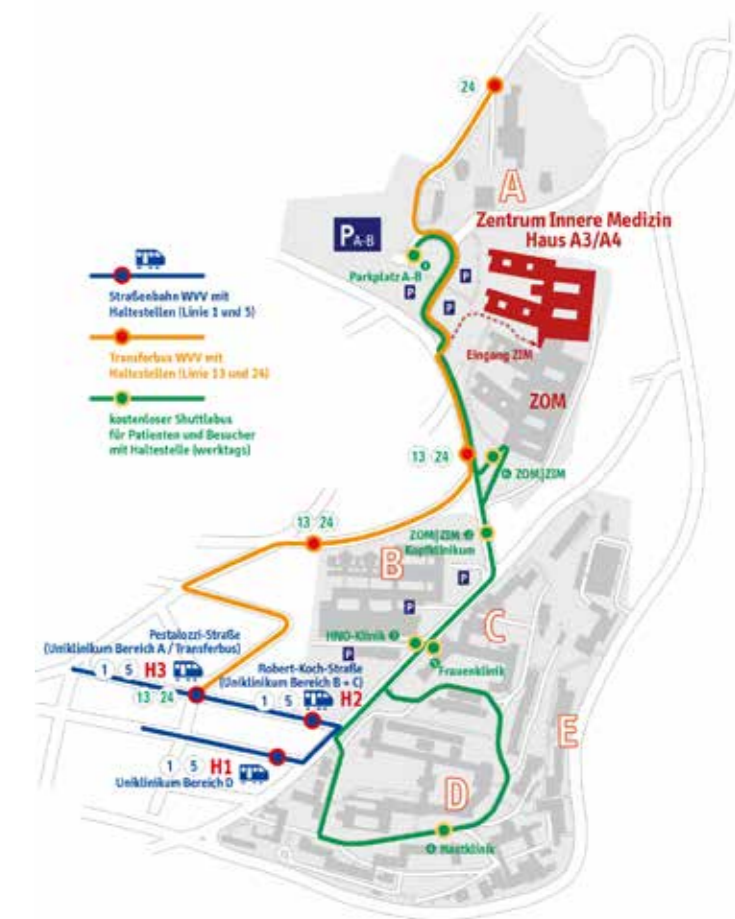 24
A
Zentrum Innere Medizin
Haus A3/A4
P A-B
Parkplatz A-B
P
P
P
Straßenbahn WVV mit
Haltestellen (Linie 1 und 5)
Eingang ZIM
Transferbus WVV mit
Haltestellen (Linie 13 und 24)
ZOM
kostenloser Shuttlebus
für Patienten und Besucher
mit Haltestelle (werktags)
13 24
ZOM|ZIM
13 24
ZOM|ZIM
Kopfklinikum
B
P
P
C
HNO-Klinik
Pestalozzi-Straße
(Uniklinikum Bereich A / Transferbus)
P
1 5 H3
Robert-Koch-Straße
(Uniklinikum Bereich B + C)
Frauenklinik
13 24
1 5 H2
E
1 5 H1
Uniklinikum Bereich D
D
Hautklinik